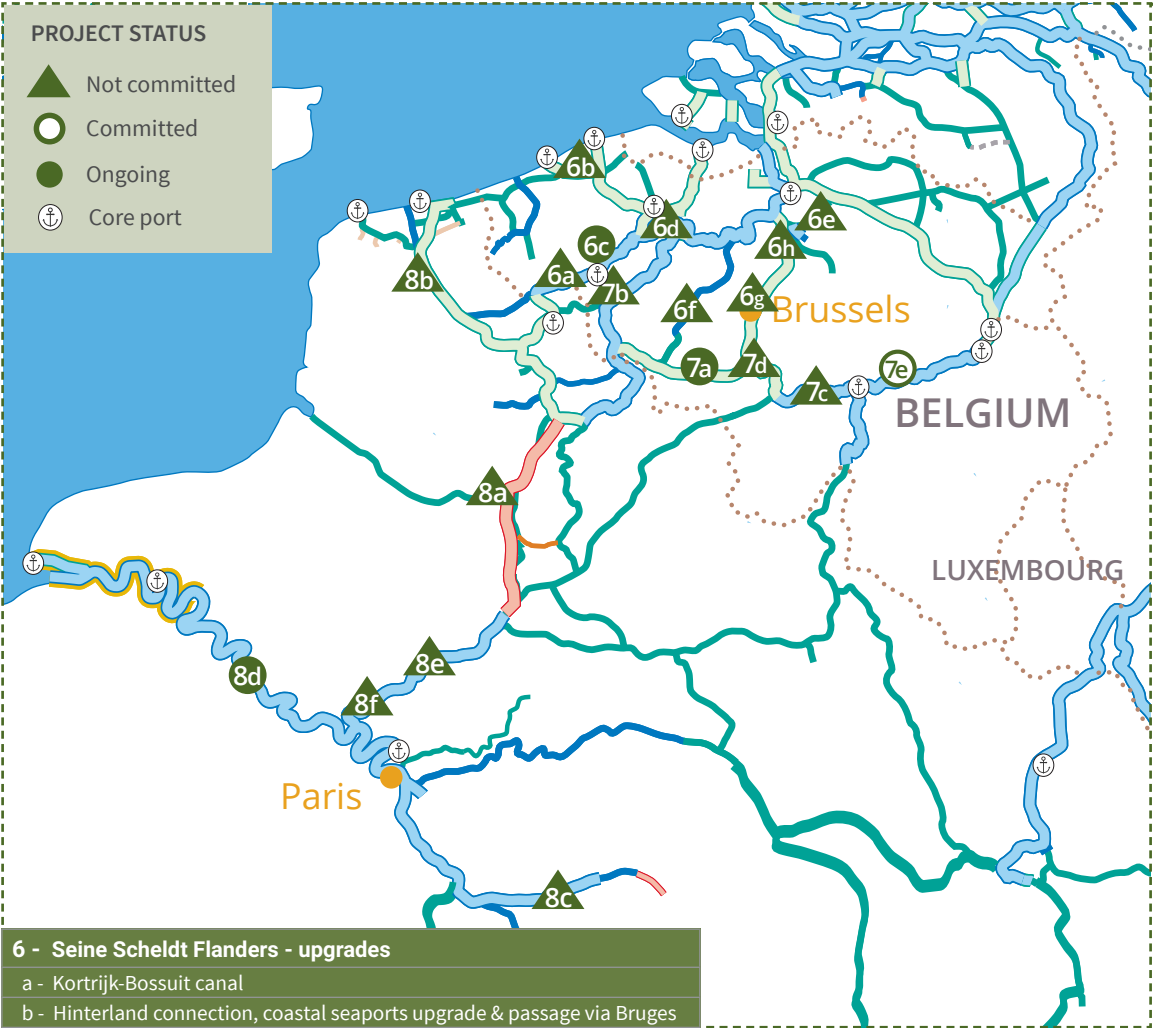 PROJECT STATUS
Not committed
Committed
Ongoing
Core port
6b
6d
6e
6c
6h
6a
8b
7b
6f
6g
Brussels
7a
7d
7c
7e
BELGIUM
8a
LUXEMBOURG
8e
8d
8f
Paris
8c
6 - Seine Scheldt Flanders - upgrades
a - Kortrijk-Bossuit canal
b - Hinterland connection, coastal seaports upgrade & passage via Bruges